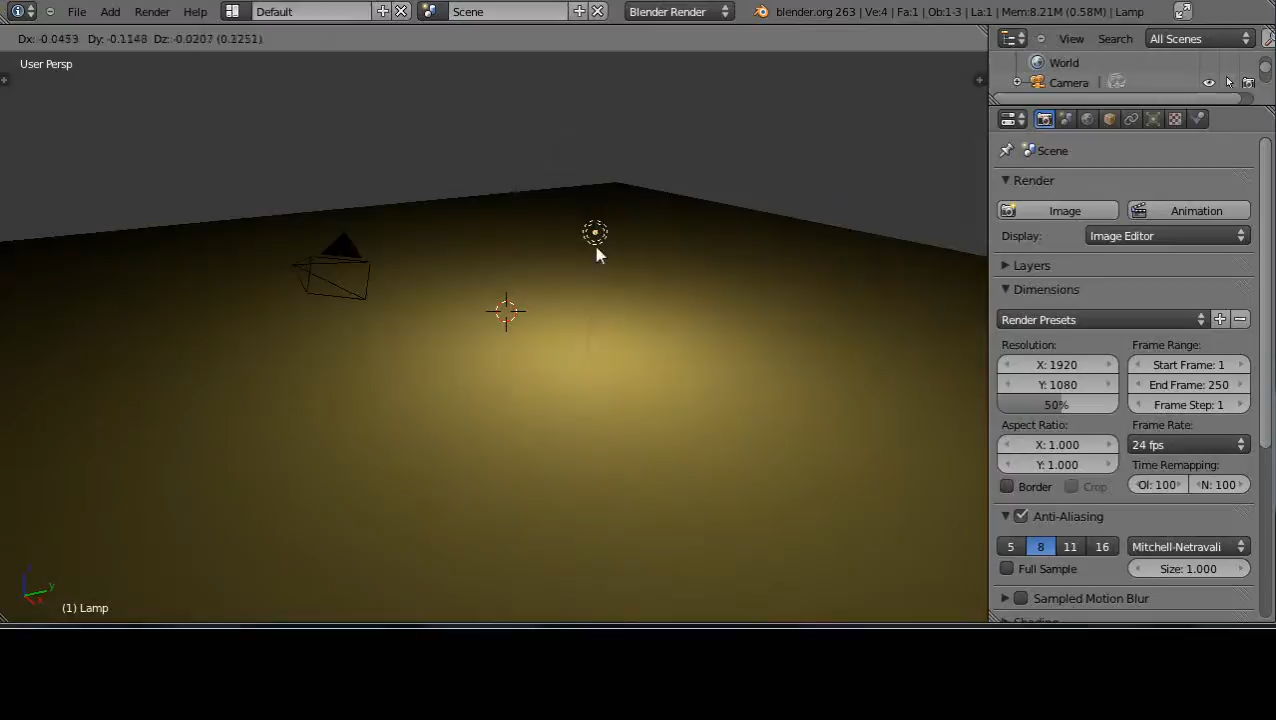 File Add Render Help Default Scene Blender Render blender.org 263 | Ve:4 | Fa:1 | Ob:1-3 | La:1 | Mem:8.21M (0.58M) | Lamp
Dx: -0.0453 Dy: -0.1148 Dz: -0.0207 (0.1251)
View Search All Scenes
User Persp
World
Camera
Scene
Render
Image Animation
Display: Image Editor
Layers
Dimensions
Render Presets
Resolution: Frame Range:
X: 1920 Start Frame: 1
Y: 1080 End Frame: 250
50% Frame Step: 1
Aspect Ratio: Frame Rate:
X: 1.000 24 fps
Y: 1.000 Time Remapping:
Border Crop Ol: 100 N: 100
Anti-Aliasing
5 8 11 16 Mitchell-Netravali
Full Sample Size: 1.000
Sampled Motion Blur
y
x
(1) Lamp